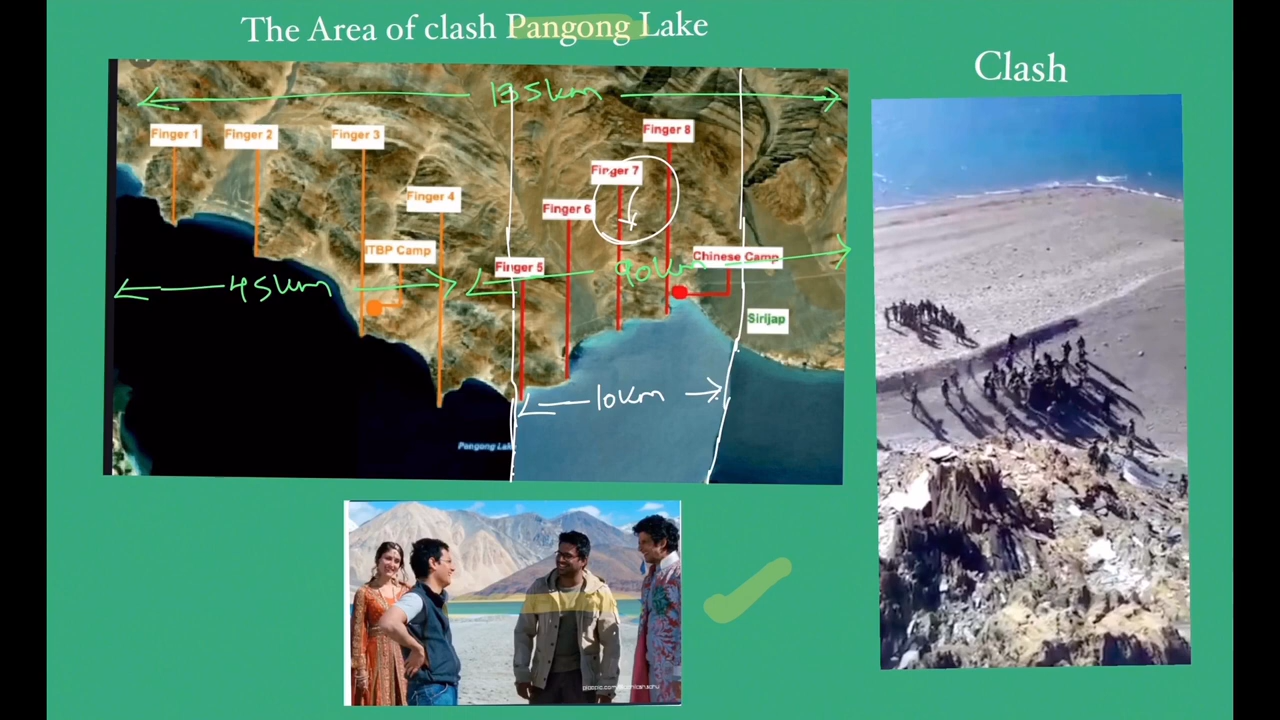 The Area of clash Pangong Lake
Clash
135km
Finger 8
Finger 1
Finger 2
Finger 3
Finger 7
Finger 4
Finger 6
ITBP Camp
Chinese Camp
Finger 5
90km
45km
Sirijap
10km
Pangong Lake